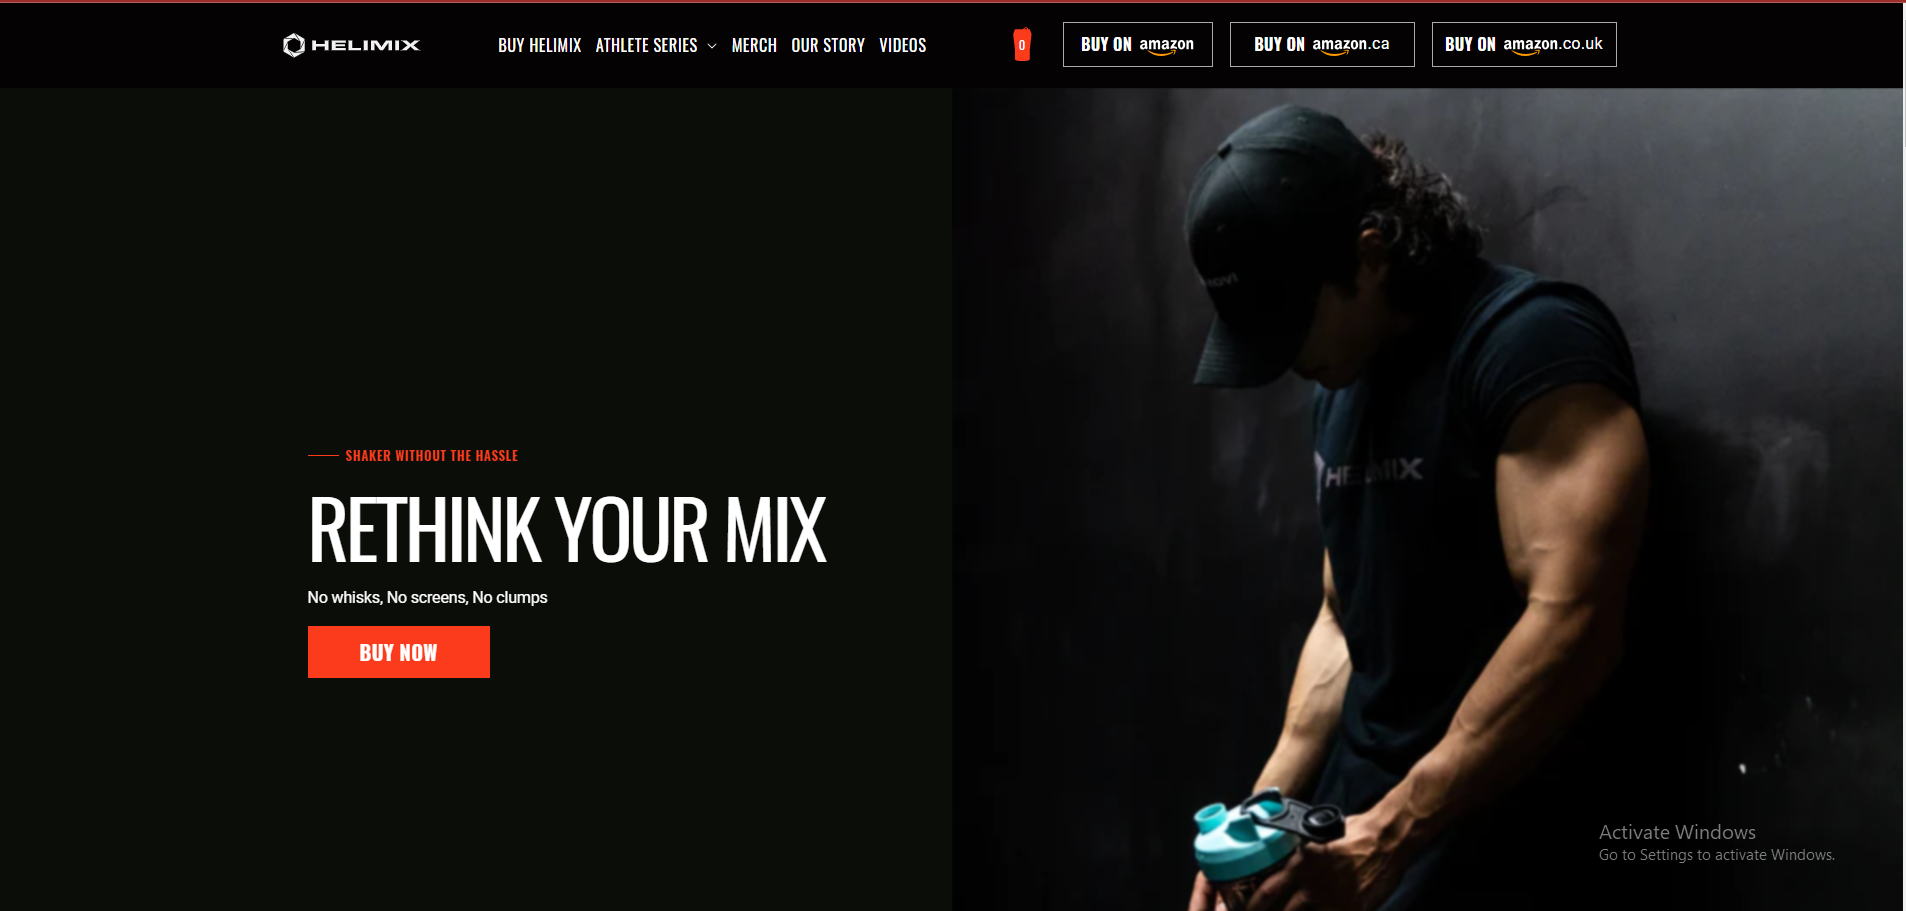 HELIMIX
BUY HELIMIX ATHLETE SERIES MERCH OUR STORY VIDEOS
0
BUY ON amazon
BUY ON amazon.ca
BUY ON amazon.co.uk
SHAKER WITHOUT THE HASSLE
RETHINK YOUR MIX
No whisks, No screens, No clumps
BUY NOW
HELIMIX
Activate Windows
Go to Settings to activate Windows.